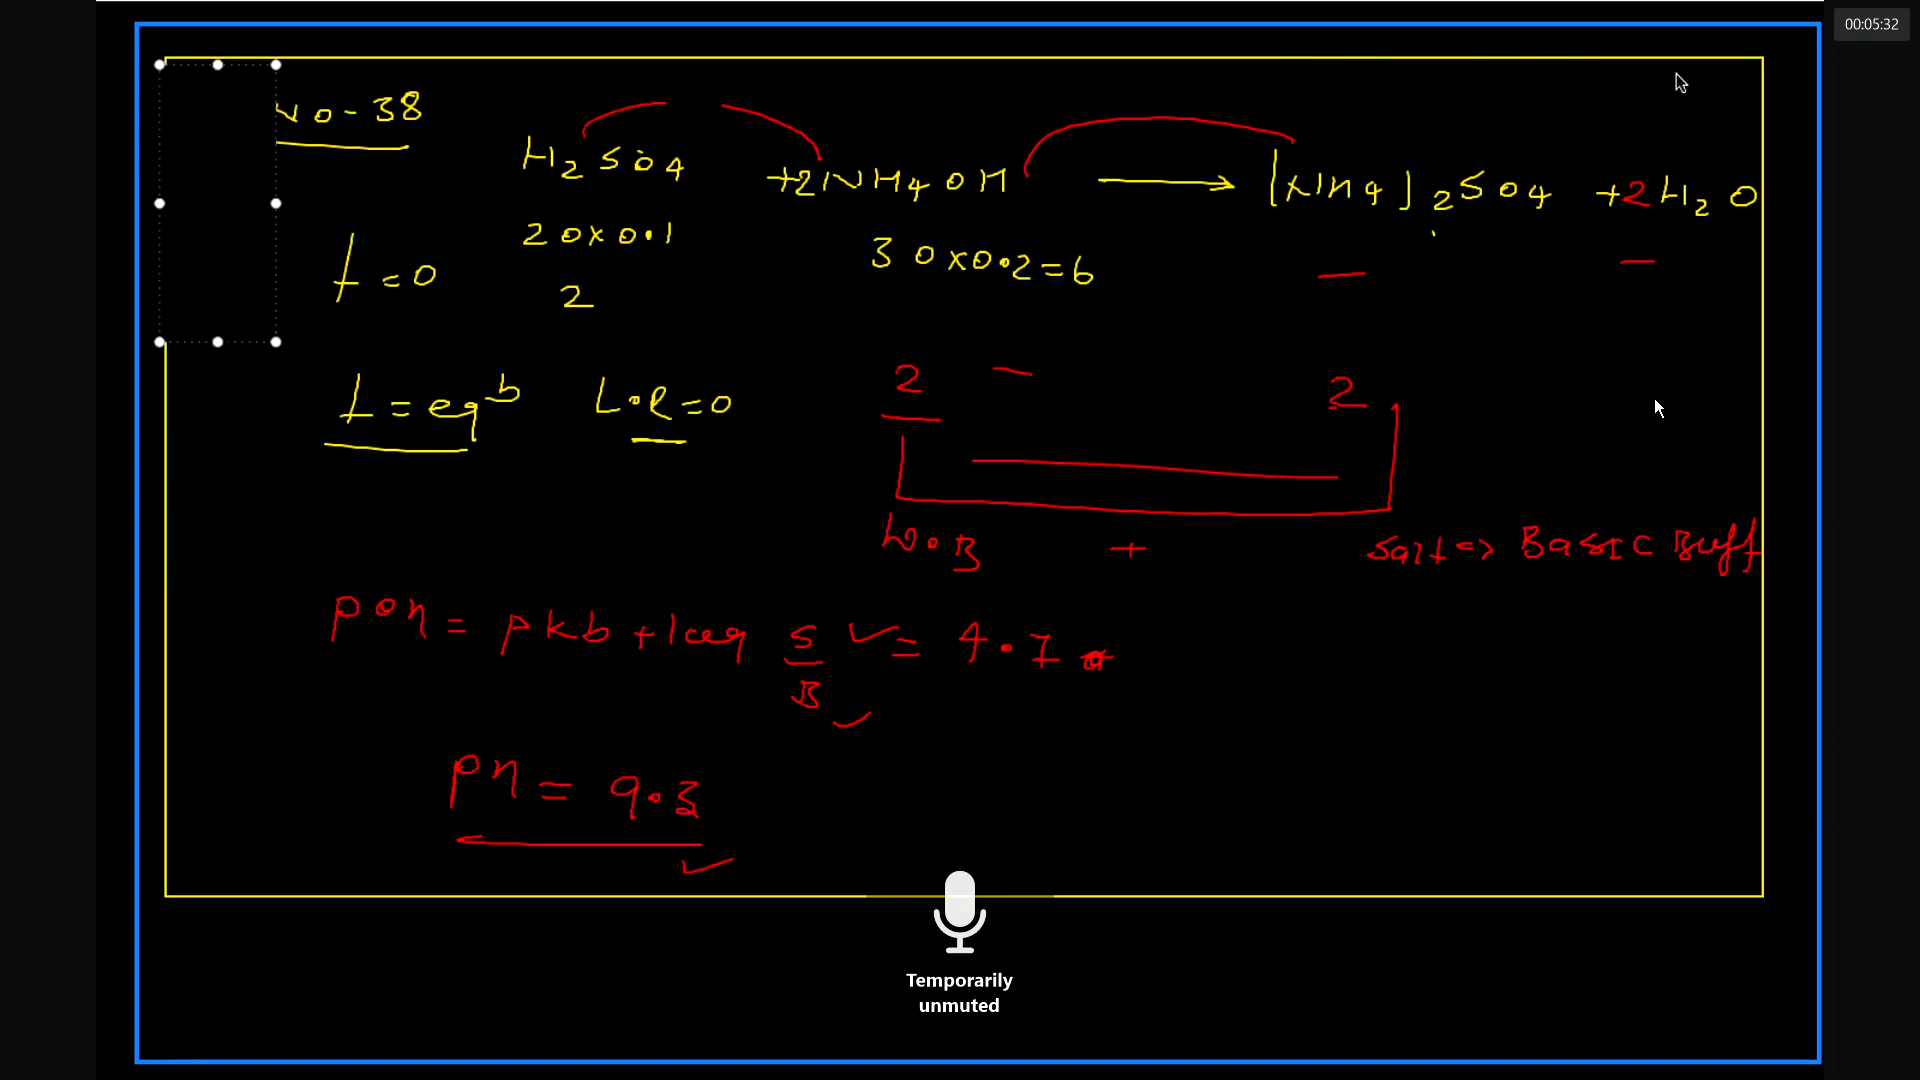 00:05:32
No-38
H2SO4 +2NH4OH → [NH4]2SO4 +2H2O
20x0.1 30x0.2=6
t=0 2 — —
t=eqb L.R=0 2 — 2
W.B + Salt => Basic Buff
pOH = pkb + log S/B = 4.7
pH = 9.3
Temporarily
unmuted